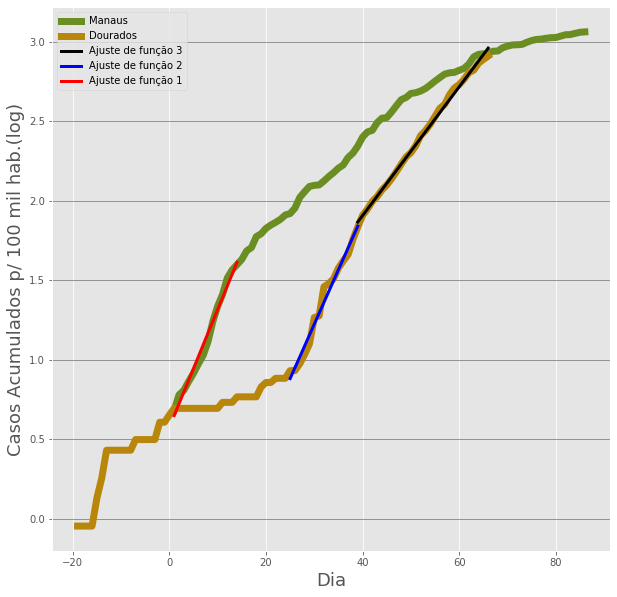 Manaus
Dourados
Ajuste de função 3
Ajuste de função 2
Ajuste de função 1
Casos Acumulados p/ 100 mil hab.(log)
3.0
2.5
2.0
1.5
1.0
0.5
0.0
−20 0 20 40 60 80
Dia